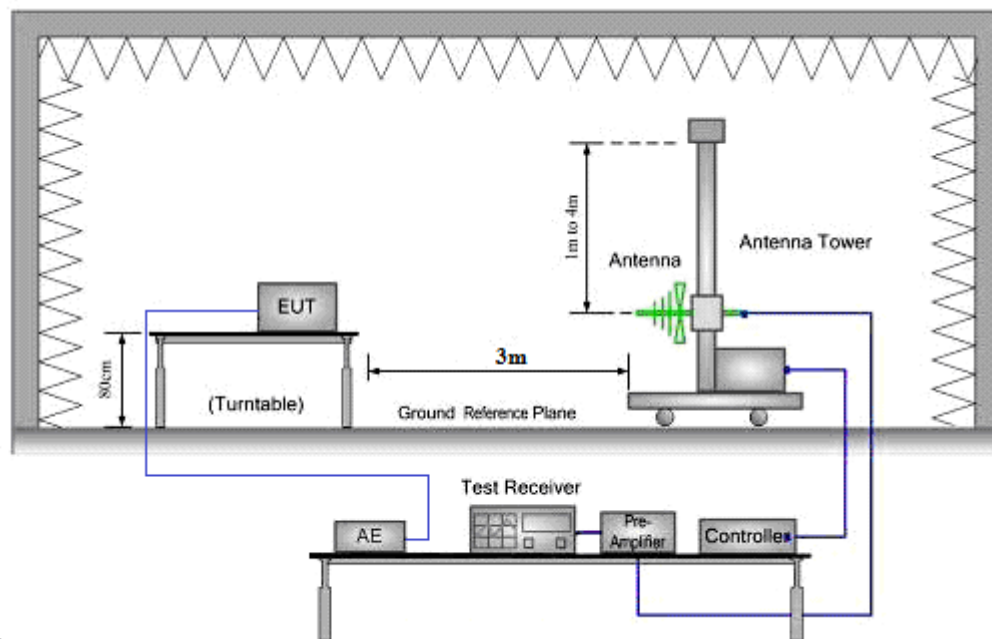 1m to 4m
Antenna
Antenna Tower
EUT
80cm
(Turntable)
3m
Ground Reference Plane
Test Receiver
AE
Pre-
Amplifier
Controller